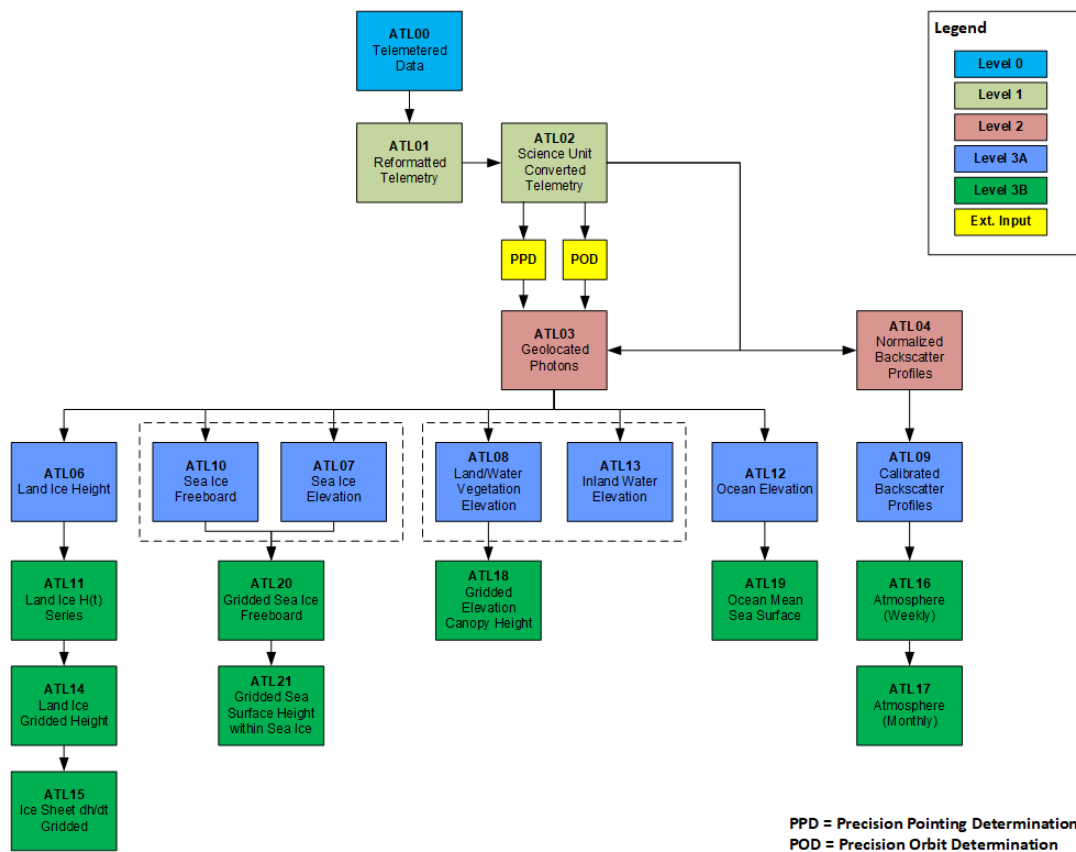 ATL00
Telemetered
Data
Legend
Level 0
Level 1
Level 2
Level 3A
Level 3B
Ext. Input
ATL01
Reformatted
Telemetry
ATL02
Science Unit
Converted
Telemetry
PPD
POD
ATL03
Geolocated
Photons
ATL04
Normalized
Backscatter
Profiles
ATL06
Land Ice Height
ATL10
Sea Ice
Freeboard
ATL07
Sea Ice
Elevation
ATL08
Land/Water
Vegetation
Elevation
ATL13
Inland Water
Elevation
ATL12
Ocean Elevation
ATL09
Calibrated
Backscatter
Profiles
ATL11
Land Ice H(t)
Series
ATL20
Gridded Sea Ice
Freeboard
ATL18
Gridded
Elevation
Canopy Height
ATL19
Ocean Mean
Sea Surface
ATL16
Atmosphere
(Weekly)
ATL14
Land Ice
Gridded Height
ATL21
Gridded Sea
Surface Height
within Sea Ice
ATL17
Atmosphere
(Monthly)
ATL15
Ice Sheet dh/dt
Gridded
PPD = Precision Pointing Determination
POD = Precision Orbit Determination